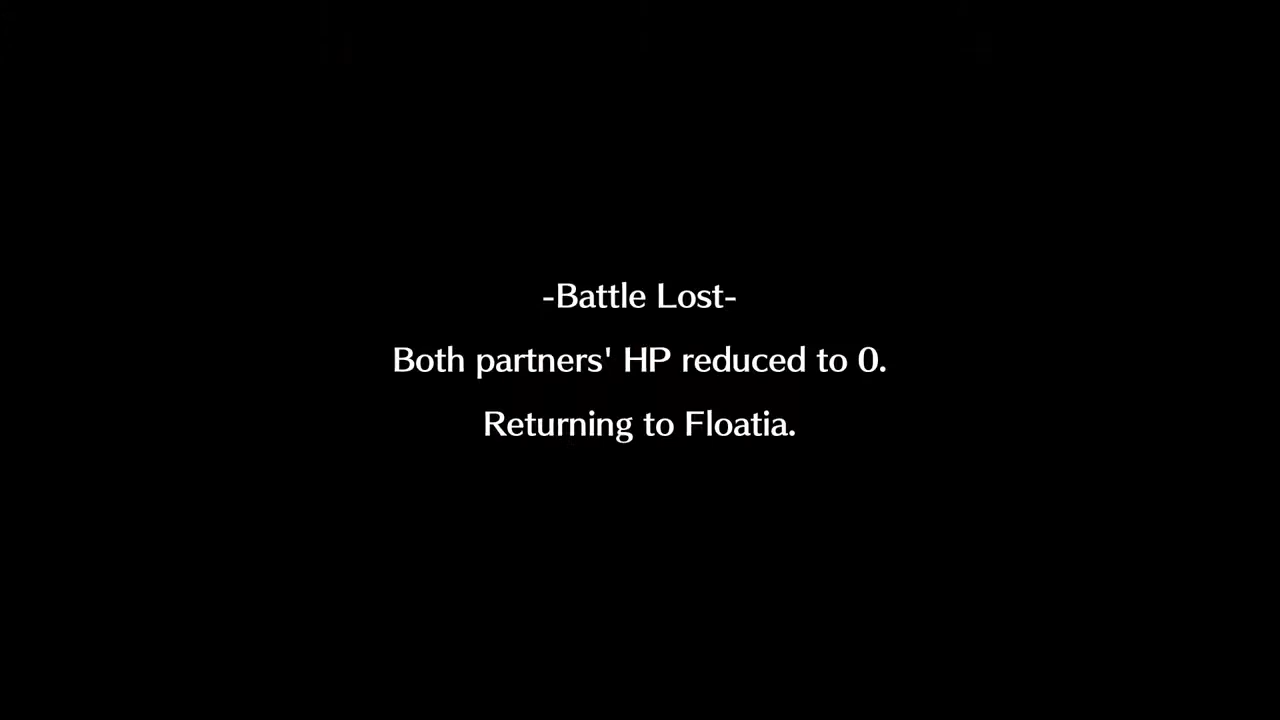 -Battle Lost-
Both partners' HP reduced to 0.
Returning to Floatia.